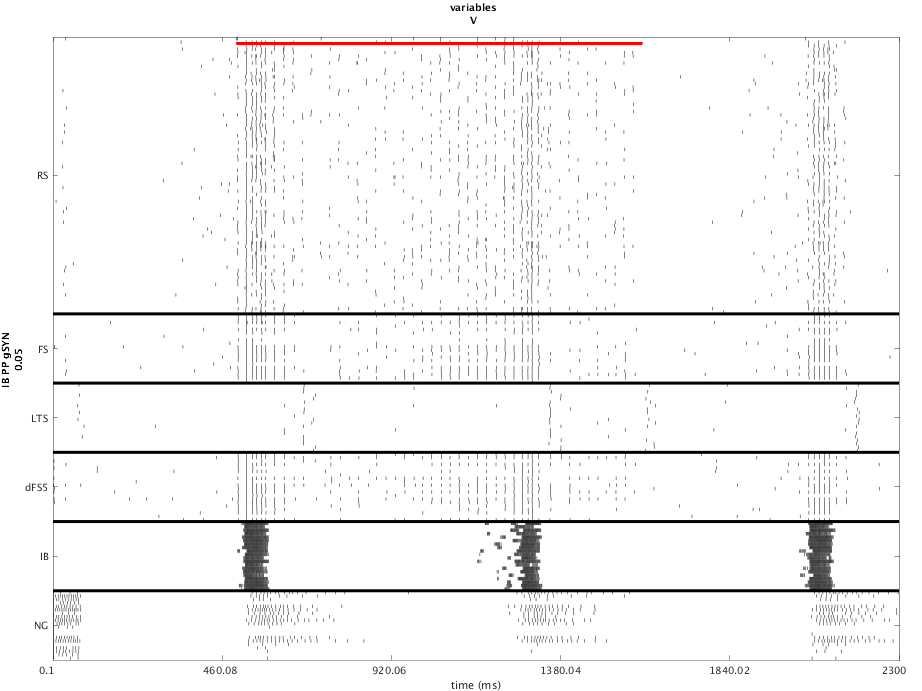 variables
V
RS
FS
LTS
dFS5
IB
NG
IB PP gSYN
0.05
0.1 460.08 920.06 1380.04 1840.02 2300
time (ms)